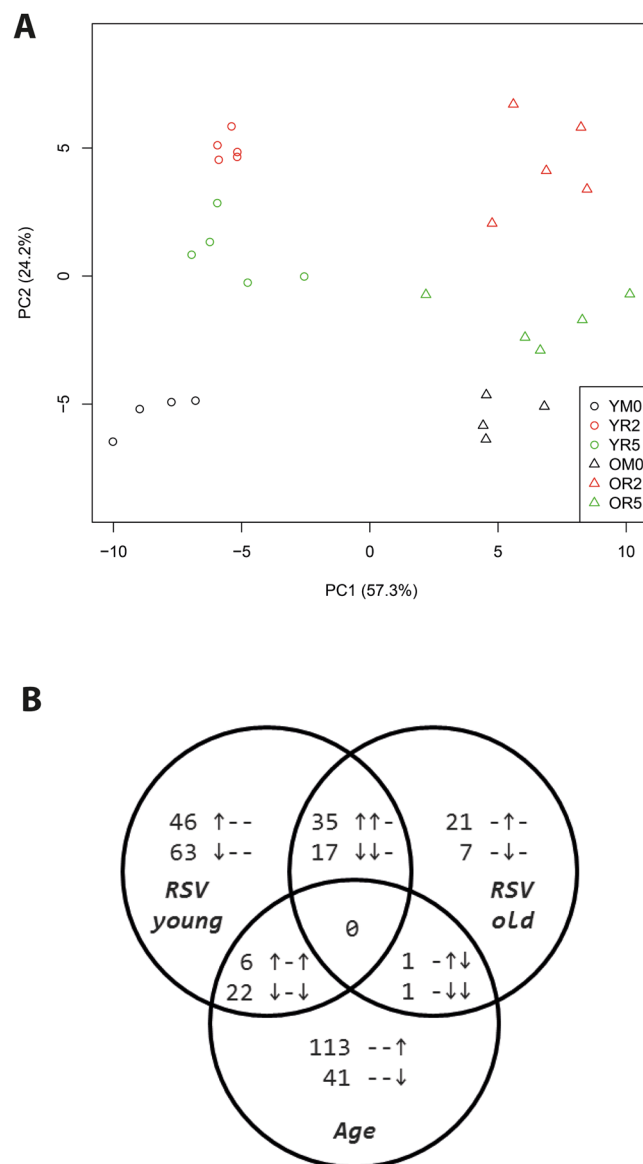 A
PC2 (24.2%)
5
0
−5
YM0
YR2
YR5
OM0
OR2
OR5
−10
−5
0
5
10
PC1 (57.3%)
B
46 ↑--
35 ↑↑-
21 -↑-
63 ↓--
17 ↓↓-
7 -↓-
RSV
young
RSV
old
0
6 ↑-↑
1 -↑↓
22 ↓-↓
1 -↓↓
113 --↑
41 --↓
Age